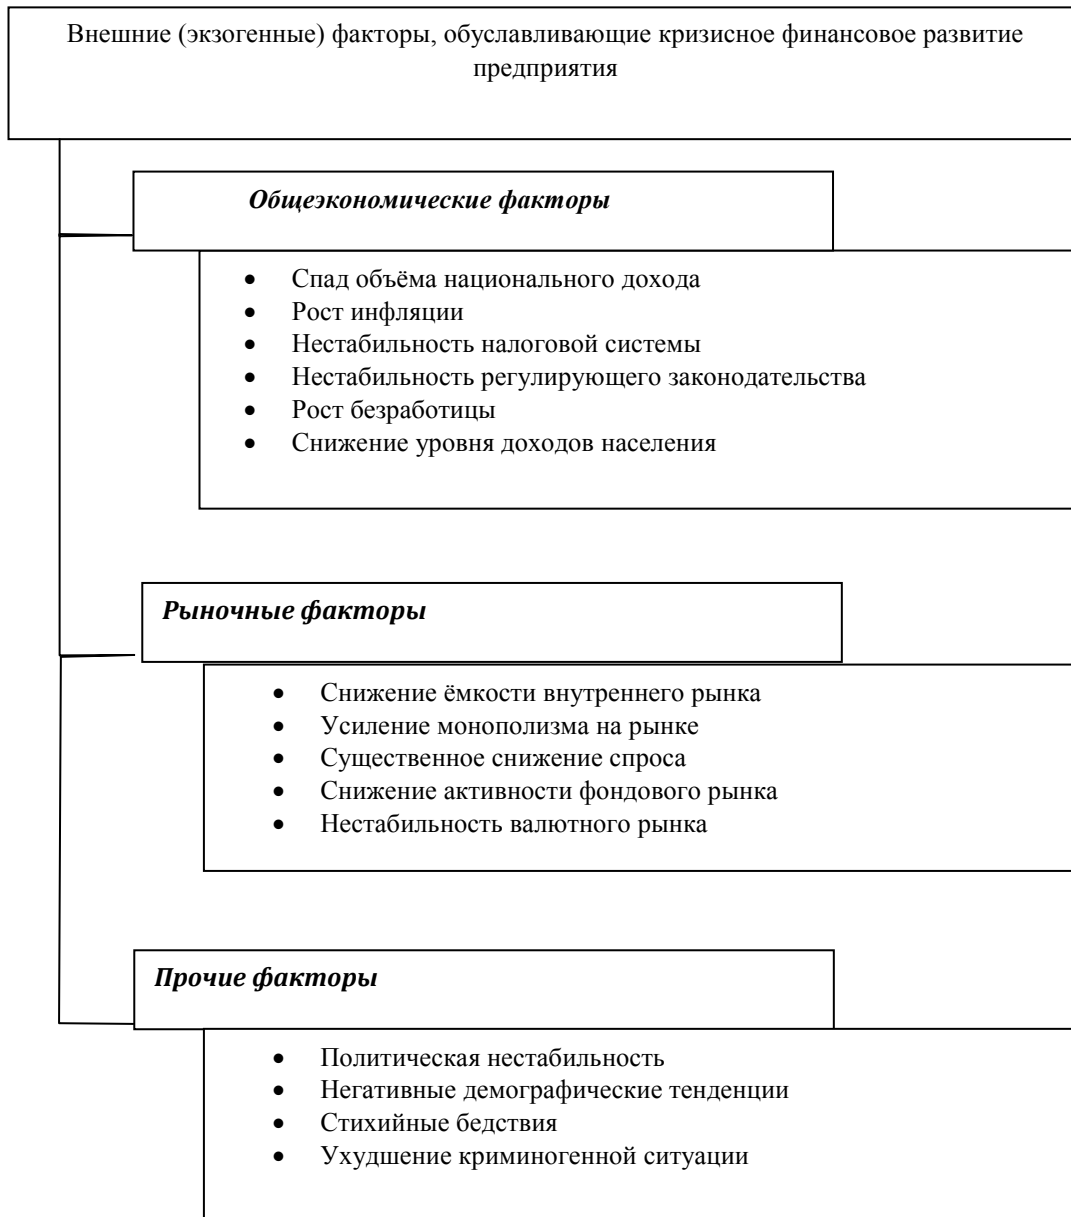 Внешние (экзогенные) факторы, обуславливающие кризисное финансовое развитие
предприятия
Общеэкономические факторы
• Спад объёма национального дохода
• Рост инфляции
• Нестабильность налоговой системы
• Нестабильность регулирующего законодательства
• Рост безработицы
• Снижение уровня доходов населения
Рыночные факторы
• Снижение ёмкости внутреннего рынка
• Усиление монополизма на рынке
• Существенное снижение спроса
• Снижение активности фондового рынка
• Нестабильность валютного рынка
Прочие факторы
• Политическая нестабильность
• Негативные демографические тенденции
• Стихийные бедствия
• Ухудшение криминогенной ситуации